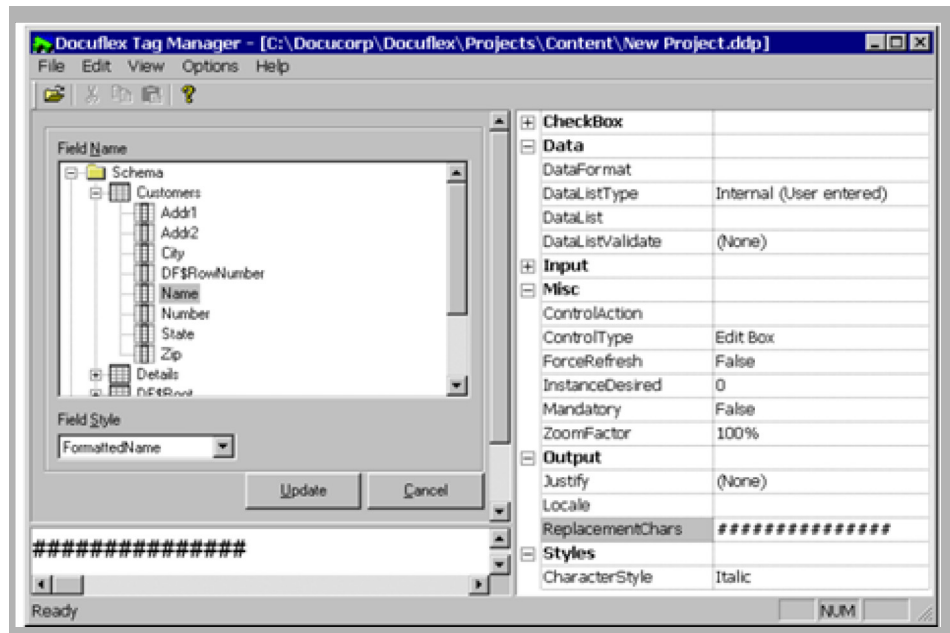 Docuflex Tag Manager - [C:\Docucorp\Docuflex\Projects\Content\New Project.ddp]
File Edit View Options Help
Field Name
Schema
Customers
Addr1
Addr2
City
DF$RowNumber
Name
Number
State
Zip
Details
DF$Root
Field Style
FormattedName
Update Cancel
###############
CheckBox
Data
DataFormat
DataListType Internal (User entered)
DataList
DataListValidate (None)
Input
Misc
ControlAction
ControlType Edit Box
ForceRefresh False
InstanceDesired 0
Mandatory False
ZoomFactor 100%
Output
Justify (None)
Locale
ReplacementChars ###############
Styles
CharacterStyle Italic
Ready NUM